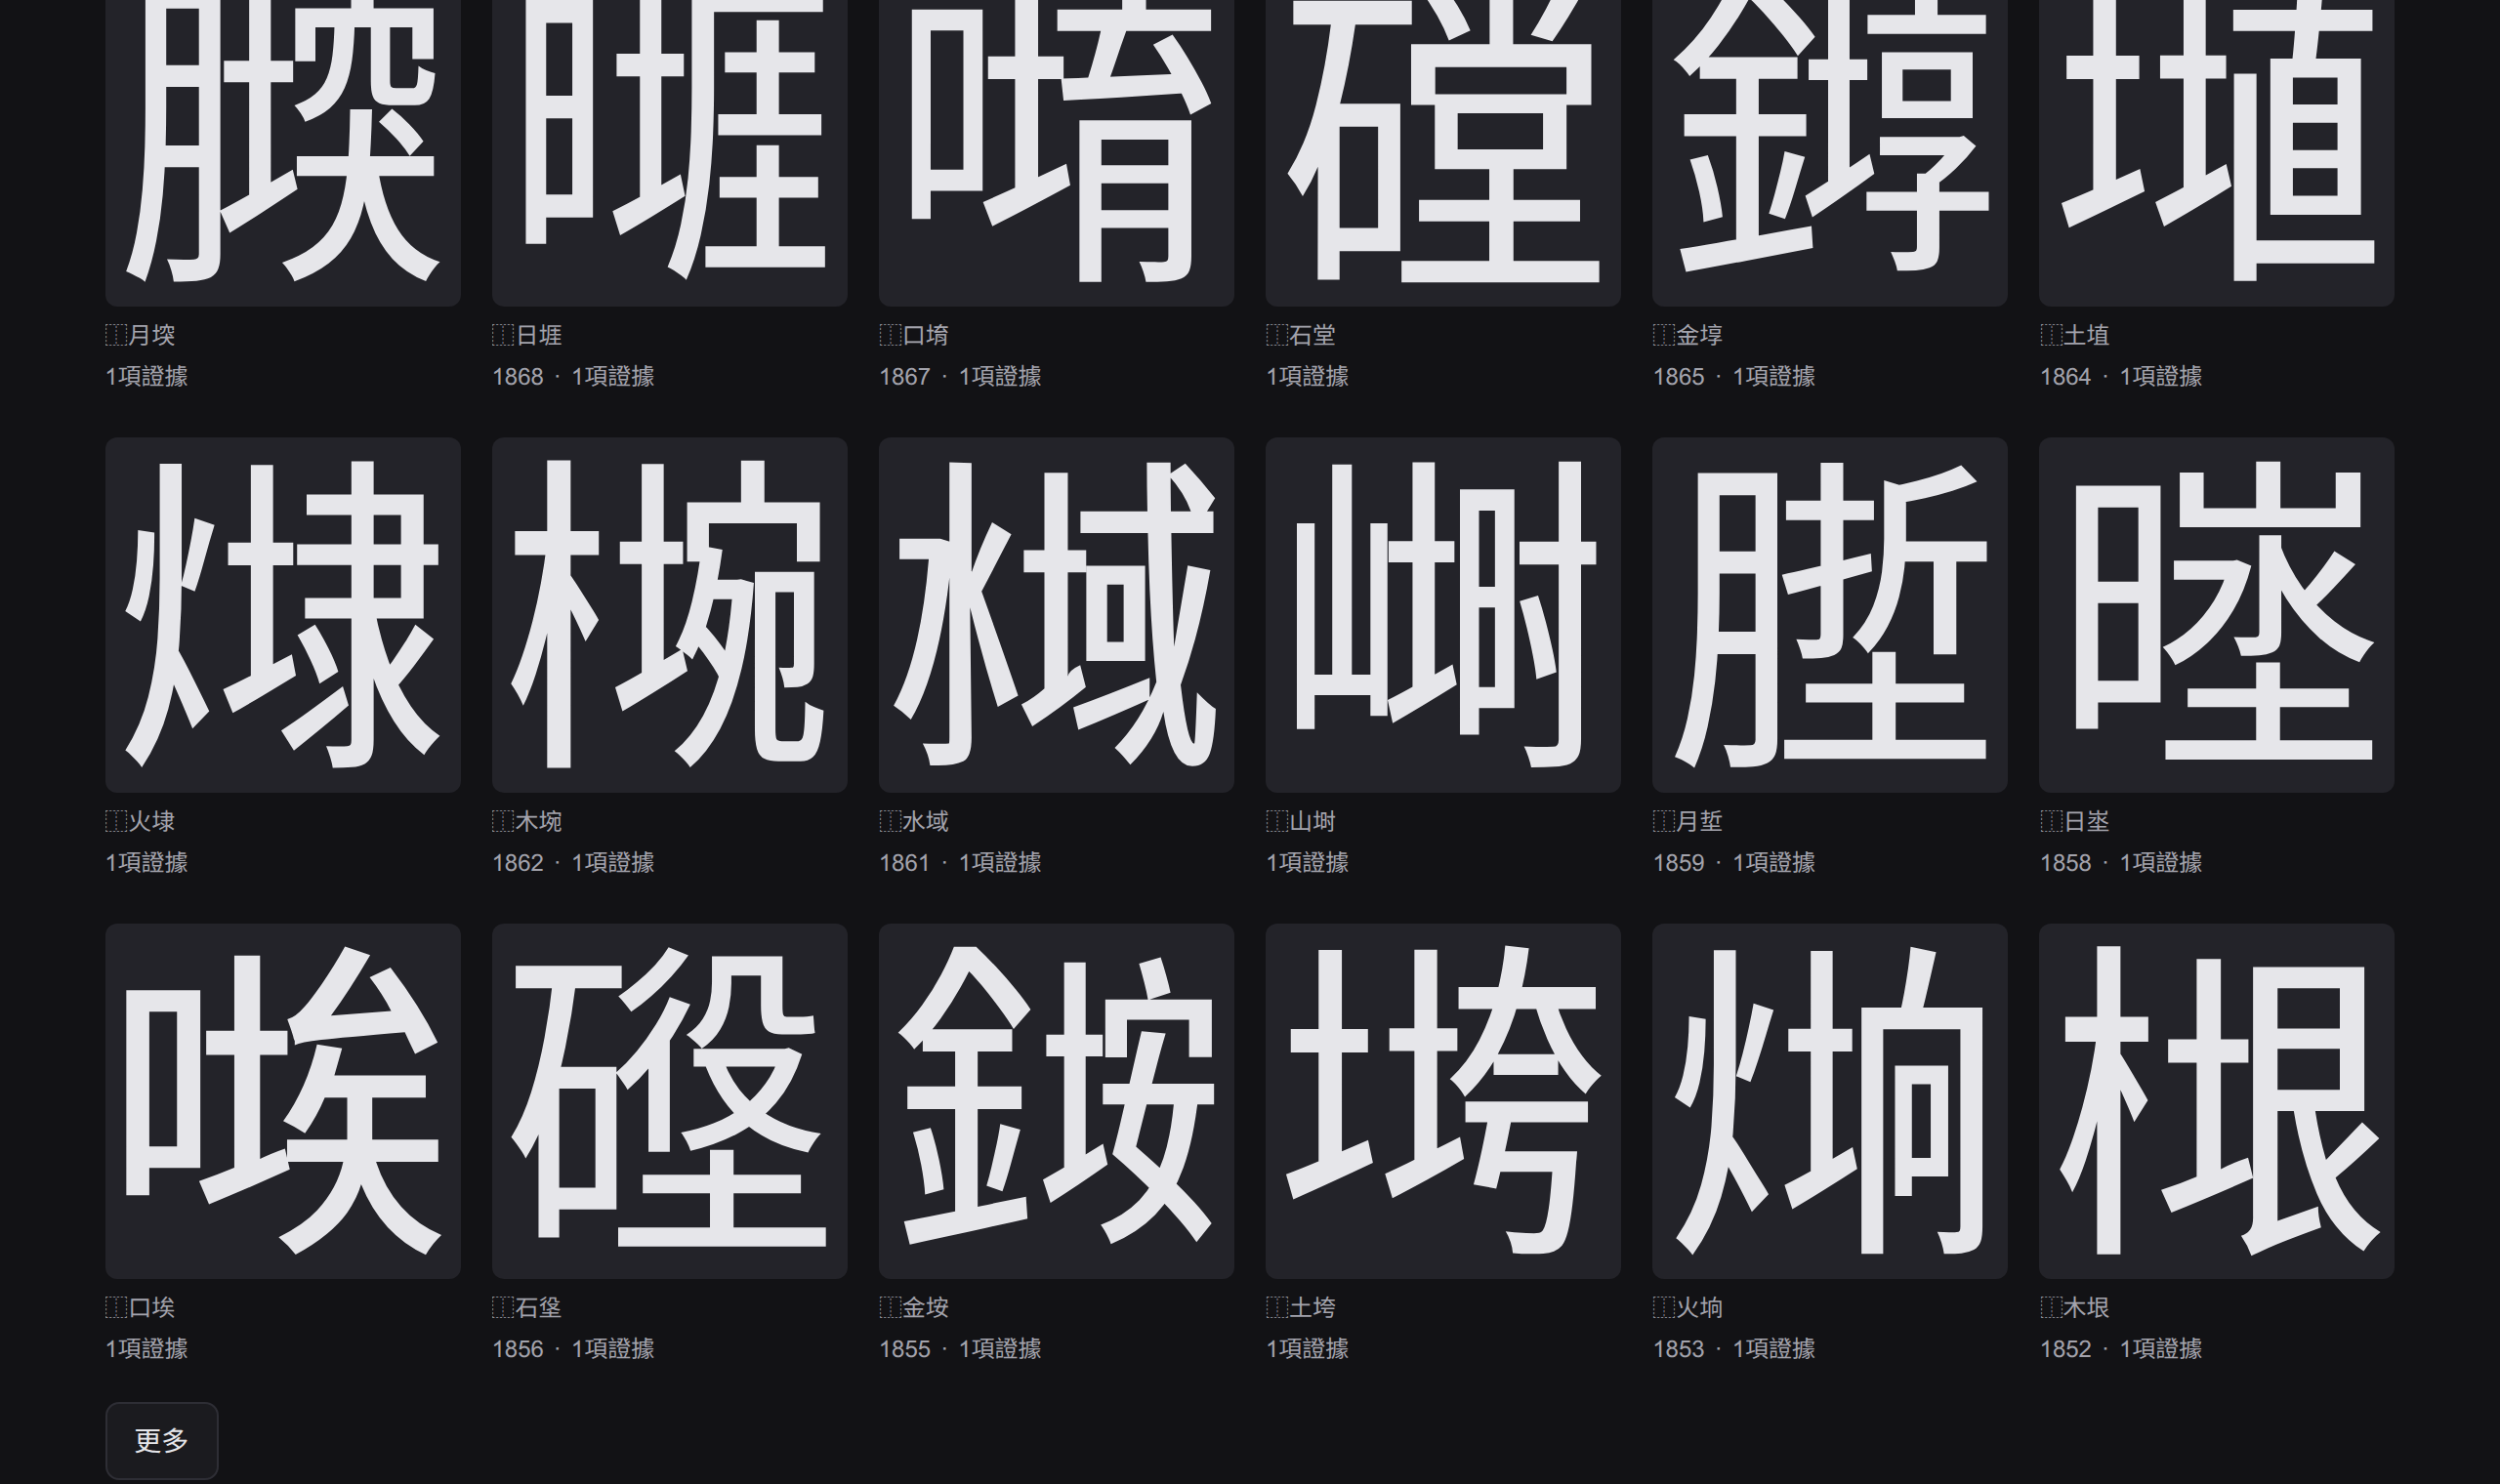 ⿰月堗 ⿰日堐 ⿰口堉 ⿰石堂 ⿰金埻 ⿰土埴
1項證據 1868 · 1項證據 1867 · 1項證據 1項證據 1865 · 1項證據 1864 · 1項證據
⿰火埭 ⿰木埦 ⿰水域 ⿰山埘 ⿰月埑 ⿰日埊
1項證據 1862 · 1項證據 1861 · 1項證據 1項證據 1859 · 1項證據 1858 · 1項證據
⿰口埃 ⿰石垼 ⿰金垵 ⿰土垮 ⿰火垧 ⿰木垠
1項證據 1856 · 1項證據 1855 · 1項證據 1項證據 1853 · 1項證據 1852 · 1項證據
更多